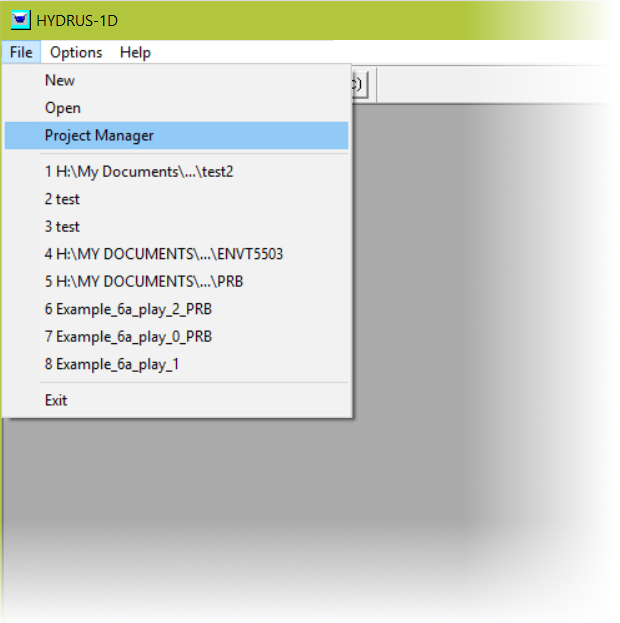 HYDRUS-1D
File Options Help
New
Open
Project Manager
1 H:\My Documents\...\test2
2 test
3 test
4 H:\MY DOCUMENTS\...\ENVT5503
5 H:\MY DOCUMENTS\...\PRB
6 Example_6a_play_2_PRB
7 Example_6a_play_0_PRB
8 Example_6a_play_1
Exit